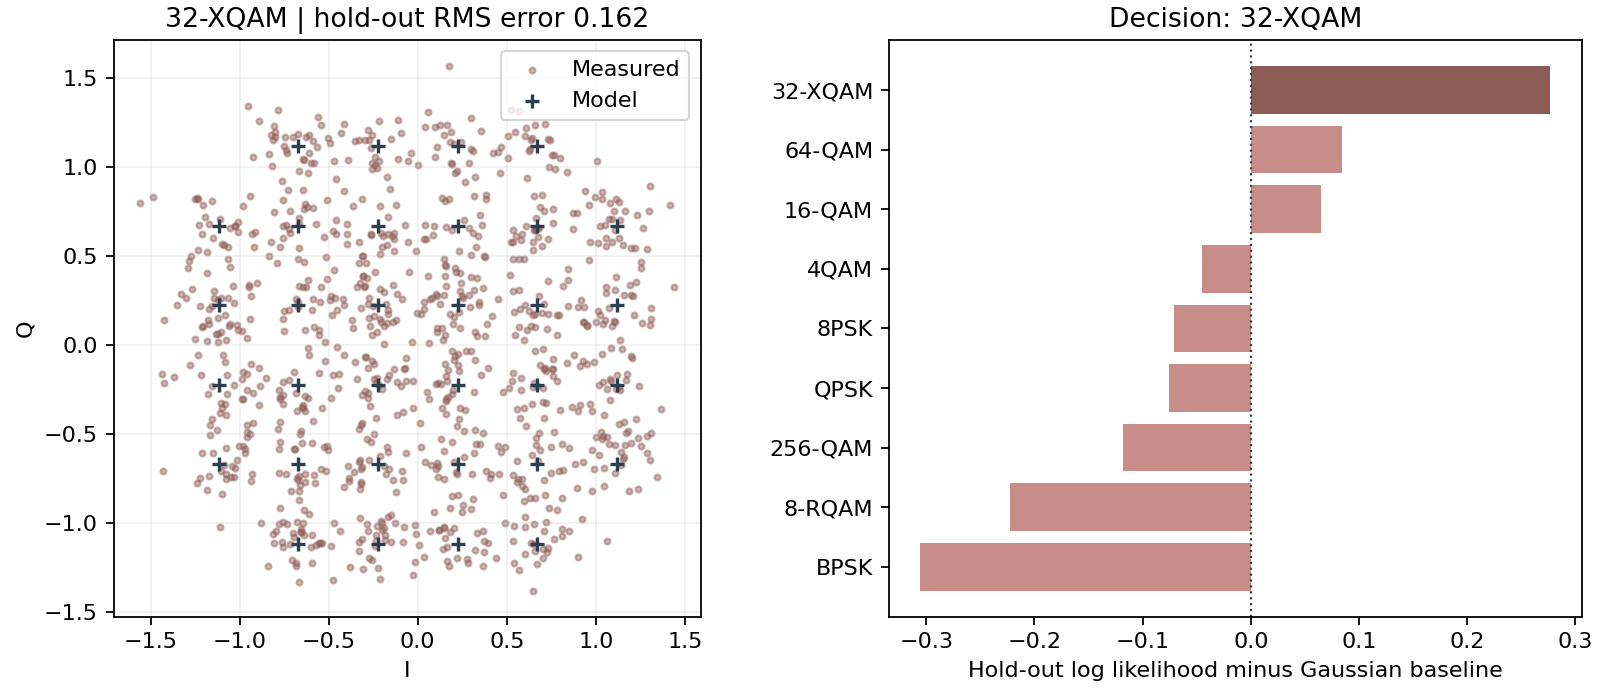 32-XQAM | hold-out RMS error 0.162
Measured
Model
1.5
1.0
0.5
0.0
−0.5
−1.0
−1.5
Q
−1.5 −1.0 −0.5 0.0 0.5 1.0 1.5
I
Decision: 32-XQAM
32-XQAM
64-QAM
16-QAM
4QAM
8PSK
QPSK
256-QAM
8-RQAM
BPSK
−0.3 −0.2 −0.1 0.0 0.1 0.2 0.3
Hold-out log likelihood minus Gaussian baseline